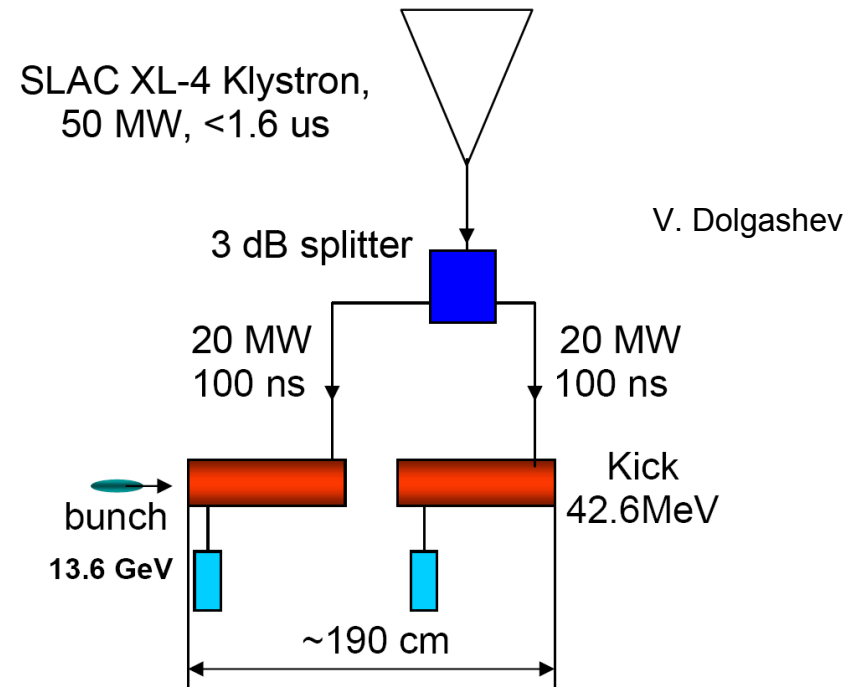 SLAC XL-4 Klystron,
50 MW, <1.6 us
V. Dolgashev
3 dB splitter
20 MW
100 ns
20 MW
100 ns
Kick
42.6MeV
bunch
13.6 GeV
~190 cm